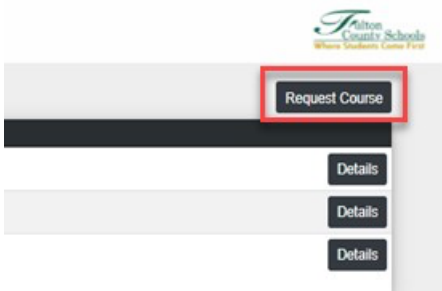 Fulton
County Schools
Where Students Come First
Request Course
Details
Details
Details